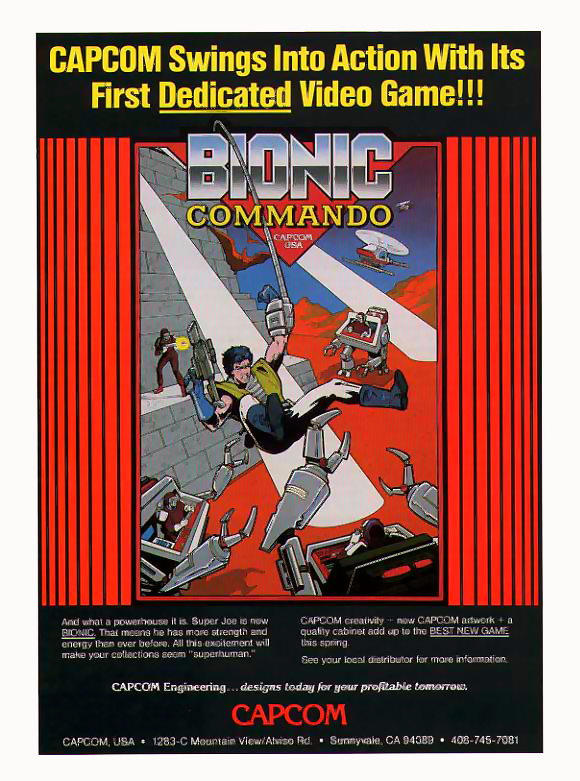 CAPCOM Swings Into Action With Its
First Dedicated Video Game!!!
BIONIC
COMMANDO
CAPCOM
USA
And what a powerhouse it is. Super Joe is now
BIONIC. That means he has more strength and
energy than ever before. All this excitement will
make your collections seem "superhuman."
CAPCOM creativity + new CAPCOM artwork + a
quality cabinet add up to the BEST NEW GAME
this spring.
See your local distributor for more information.
CAPCOM Engineering...designs today for your profitable tomorrow.
CAPCOM
CAPCOM, USA • 1283-C Mountain View/Alviso Rd. • Sunnyvale, CA 94089 • 408-745-7081